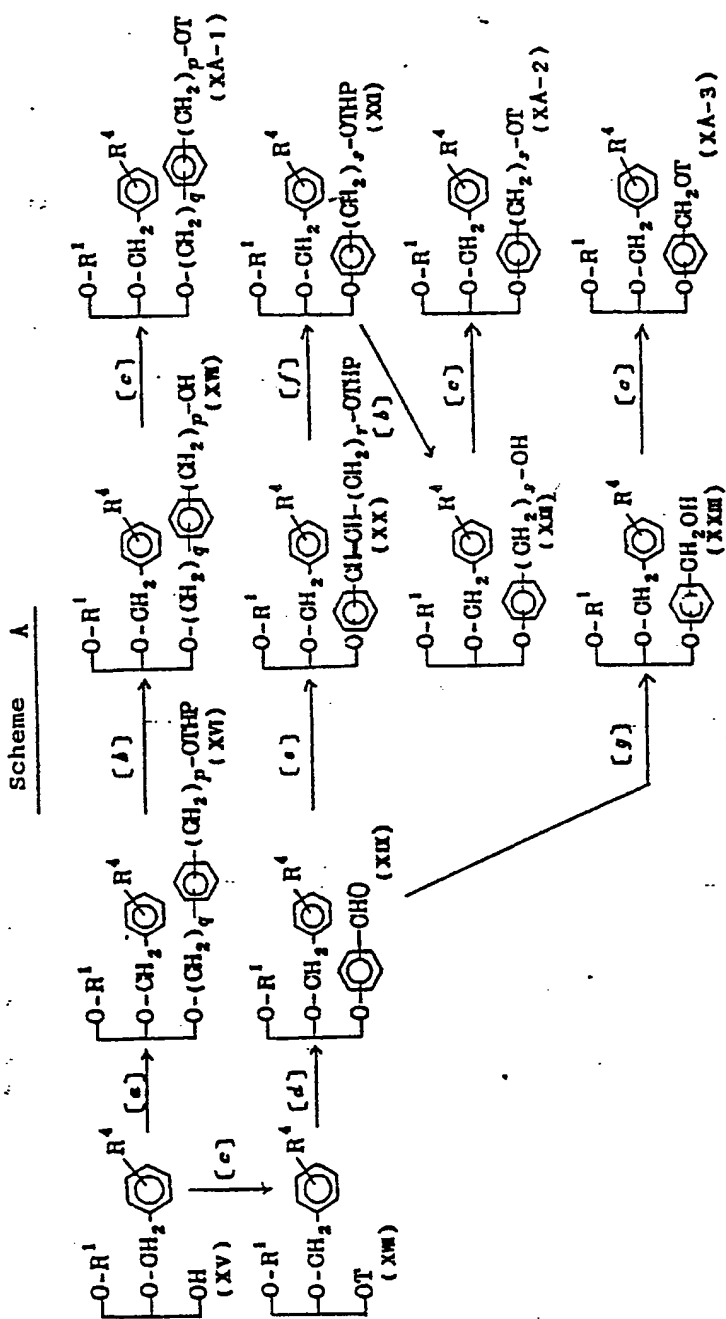 Scheme A
O-R¹
O-CH₂
R⁴
OH
(XV)
[a]
O-R¹
O-CH₂
R⁴
O-(CH₂)q
(CH₂)p-OTHP
(XVI)
[b]
O-R¹
O-CH₂
R⁴
O-(CH₂)q
(CH₂)p-OH
(XVII)
[c]
O-R¹
O-CH₂
R⁴
O-(CH₂)q
(CH₂)p-OT
(XA-1)
[c]
O-R¹
O-CH₂
R⁴
OT
(XVIII)
[d]
O-R¹
O-CH₂
R⁴
O
CHO
(XIX)
[e]
O-R¹
O-CH₂
R⁴
O
CH=CH-(CH₂)r-OTHP
(XX)
[f]
O-R¹
O-CH₂
R⁴
O
(CH₂)s-OTHP
(XXI)
[b]
O-R¹
O-CH₂
R⁴
O
(CH₂)s-OH
(XXII)
[c]
O-R¹
O-CH₂
R⁴
O
(CH₂)s-OT
(XA-2)
[g]
O-R¹
O-CH₂
R⁴
O
CH₂OH
(XXIII)
[c]
O-R¹
O-CH₂
R⁴
O
CH₂OT
(XA-3)